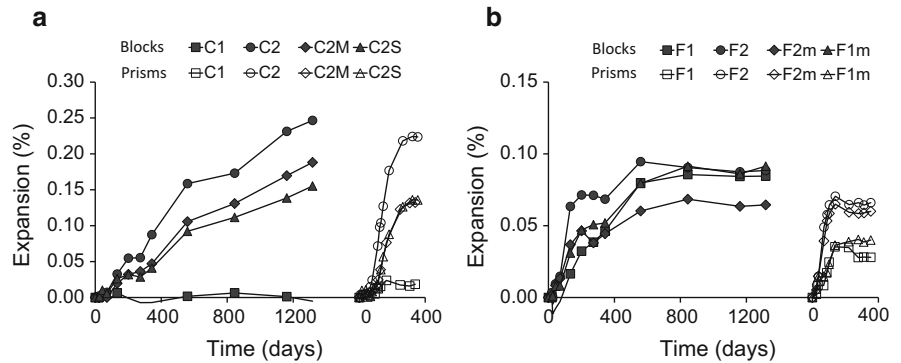 a
Blocks C1 C2 C2M C2S
Prisms C1 C2 C2M C2S
0.30
0.25
0.20
0.15
0.10
0.05
0.00
Expansion (%)
0 400 800 1200 0 400
Time (days)
b
Blocks F1 F2 F2m F1m
Prisms F1 F2 F2m F1m
0.15
0.10
0.05
0.00
Expansion (%)
0 400 800 1200 0 400
Time (days)